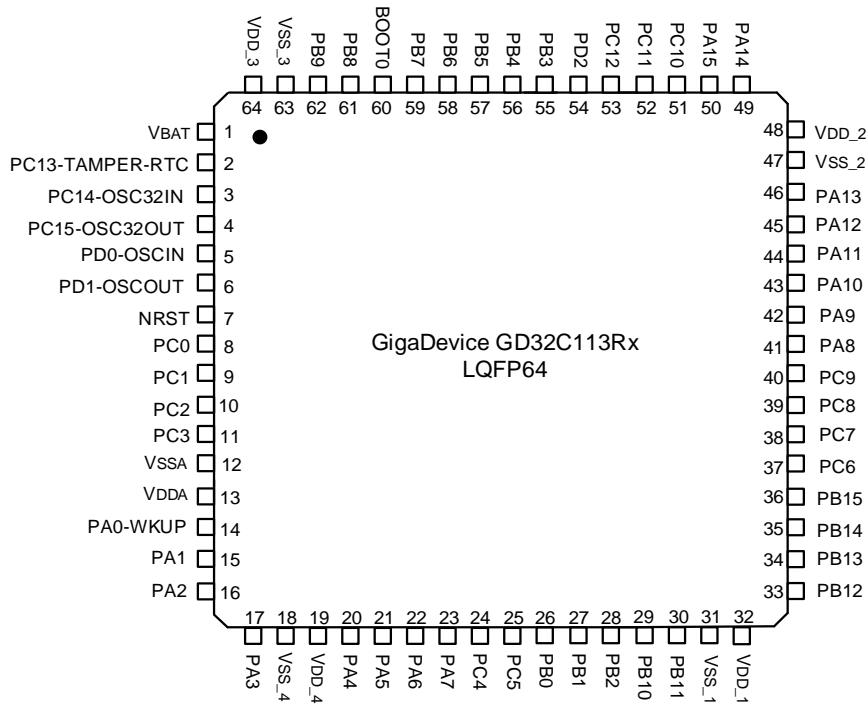 VDD_3 VSS_3 PB9 PB8 BOOT0 PB7 PB6 PB5 PB4 PB3 PD2 PC12 PC11 PC10 PA15 PA14
64 63 62 61 60 59 58 57 56 55 54 53 52 51 50 49
VBAT 1 48 VDD_2
PC13-TAMPER-RTC 2 47 VSS_2
PC14-OSC32IN 3 46 PA13
PC15-OSC32OUT 4 45 PA12
PD0-OSCIN 5 44 PA11
PD1-OSCOUT 6 43 PA10
NRST 7 42 PA9
GigaDevice GD32C113Rx
PC0 8 41 PA8
LQFP64
PC1 9 40 PC9
PC2 10 39 PC8
PC3 11 38 PC7
VSSA 12 37 PC6
VDDA 13 36 PB15
PA0-WKUP 14 35 PB14
PA1 15 34 PB13
PA2 16 33 PB12
17 18 19 20 21 22 23 24 25 26 27 28 29 30 31 32
PA3 VSS_4 VDD_4 PA4 PA5 PA6 PA7 PC4 PC5 PB0 PB1 PB2 PB10 PB11 VSS_1 VDD_1